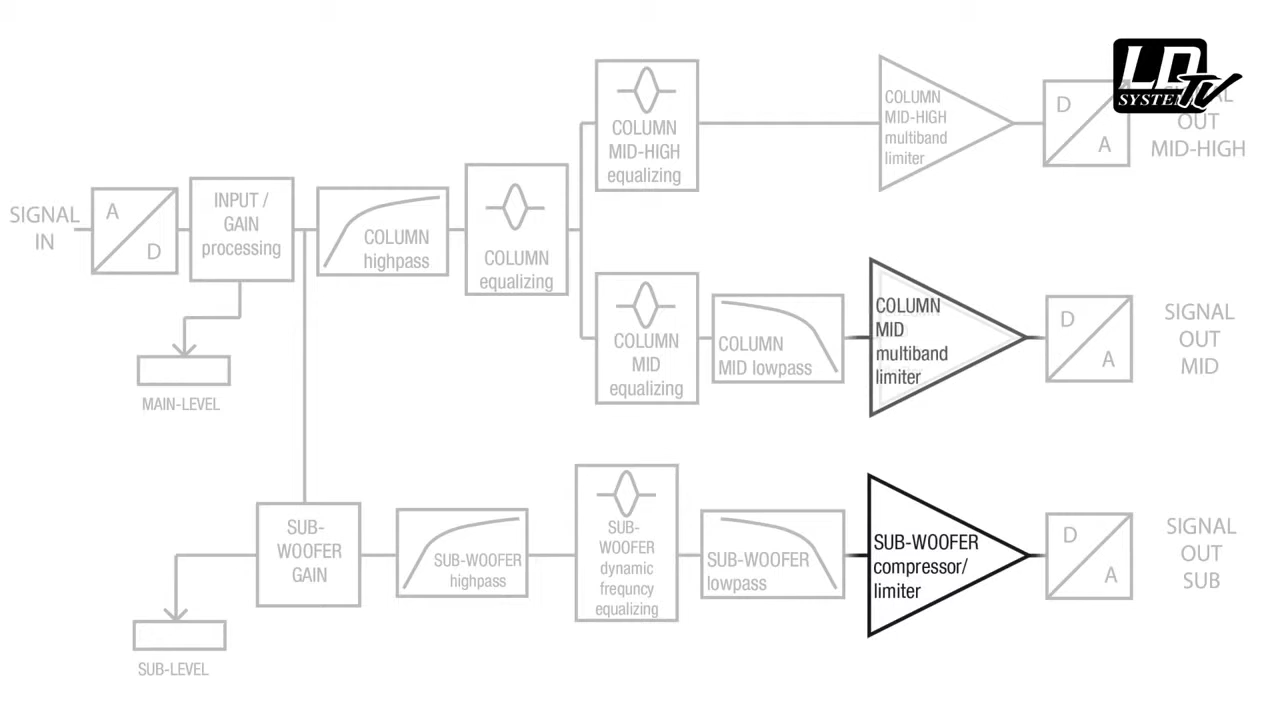 LD
SYSTEMS
TV
SIGNAL
IN
A
D
INPUT /
GAIN
processing
MAIN-LEVEL
COLUMN
highpass
COLUMN
equalizing
COLUMN
MID-HIGH
equalizing
COLUMN
MID-HIGH
multiband
limiter
D
A
OUT
MID-HIGH
COLUMN
MID
equalizing
COLUMN
MID lowpass
COLUMN
MID
multiband
limiter
D
A
SIGNAL
OUT
MID
SUB-
WOOFER
GAIN
SUB-LEVEL
SUB-WOOFER
highpass
SUB-
WOOFER
dynamic
frequncy
equalizing
SUB-WOOFER
lowpass
SUB-WOOFER
compressor/
limiter
D
A
SIGNAL
OUT
SUB